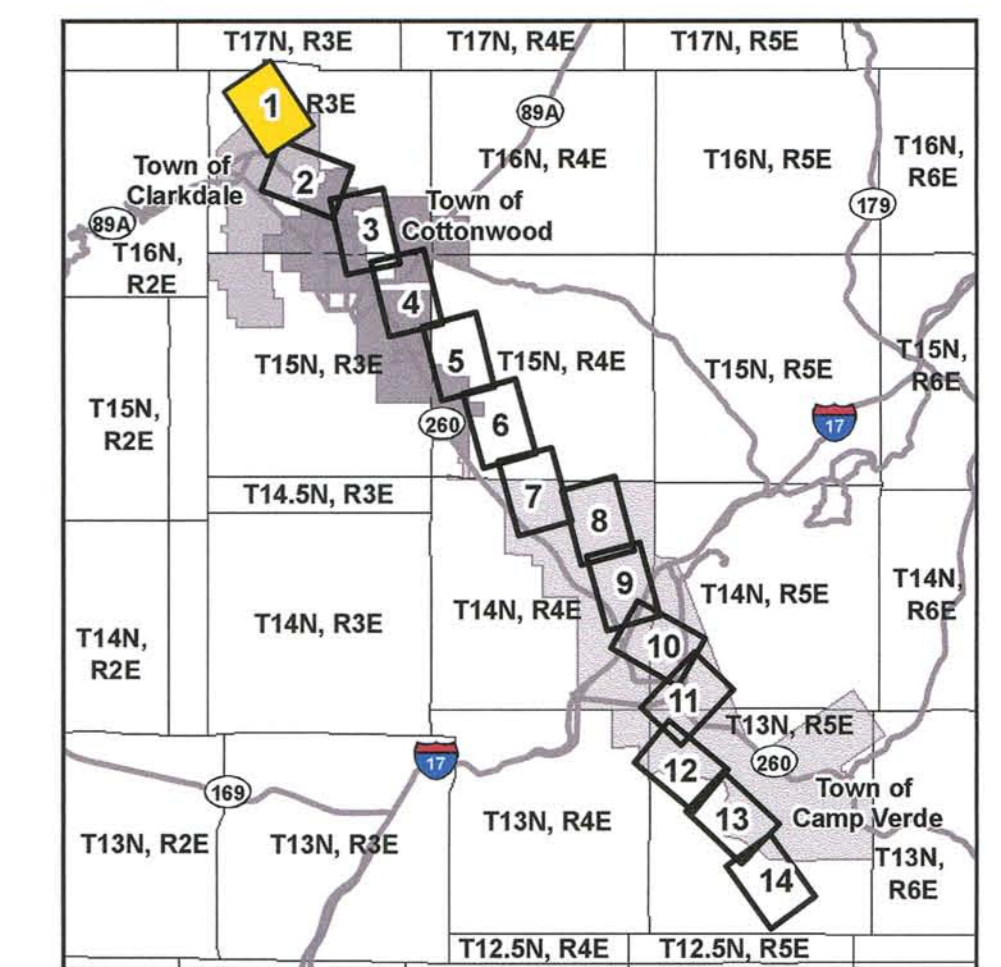 T17N, R3E
T17N, R4E
T17N, R5E
1
R3E
89A
T16N, R4E
T16N, R5E
T16N,
R6E
Town of
Clarkdale
2
179
89A
3
Town of
Cottonwood
T16N,
R2E
4
5
T15N, R3E
T15N, R4E
T15N, R5E
T15N,
R6E
T15N,
R2E
260
6
17
T14.5N, R3E
7
8
9
T14N, R3E
T14N, R4E
T14N, R5E
T14N,
R6E
T14N,
R2E
10
11
T13N, R5E
17
12
260
169
Town of
Camp Verde
13
T13N, R2E
T13N, R3E
T13N, R4E
T13N,
R6E
14
T12.5N, R4E
T12.5N, R5E